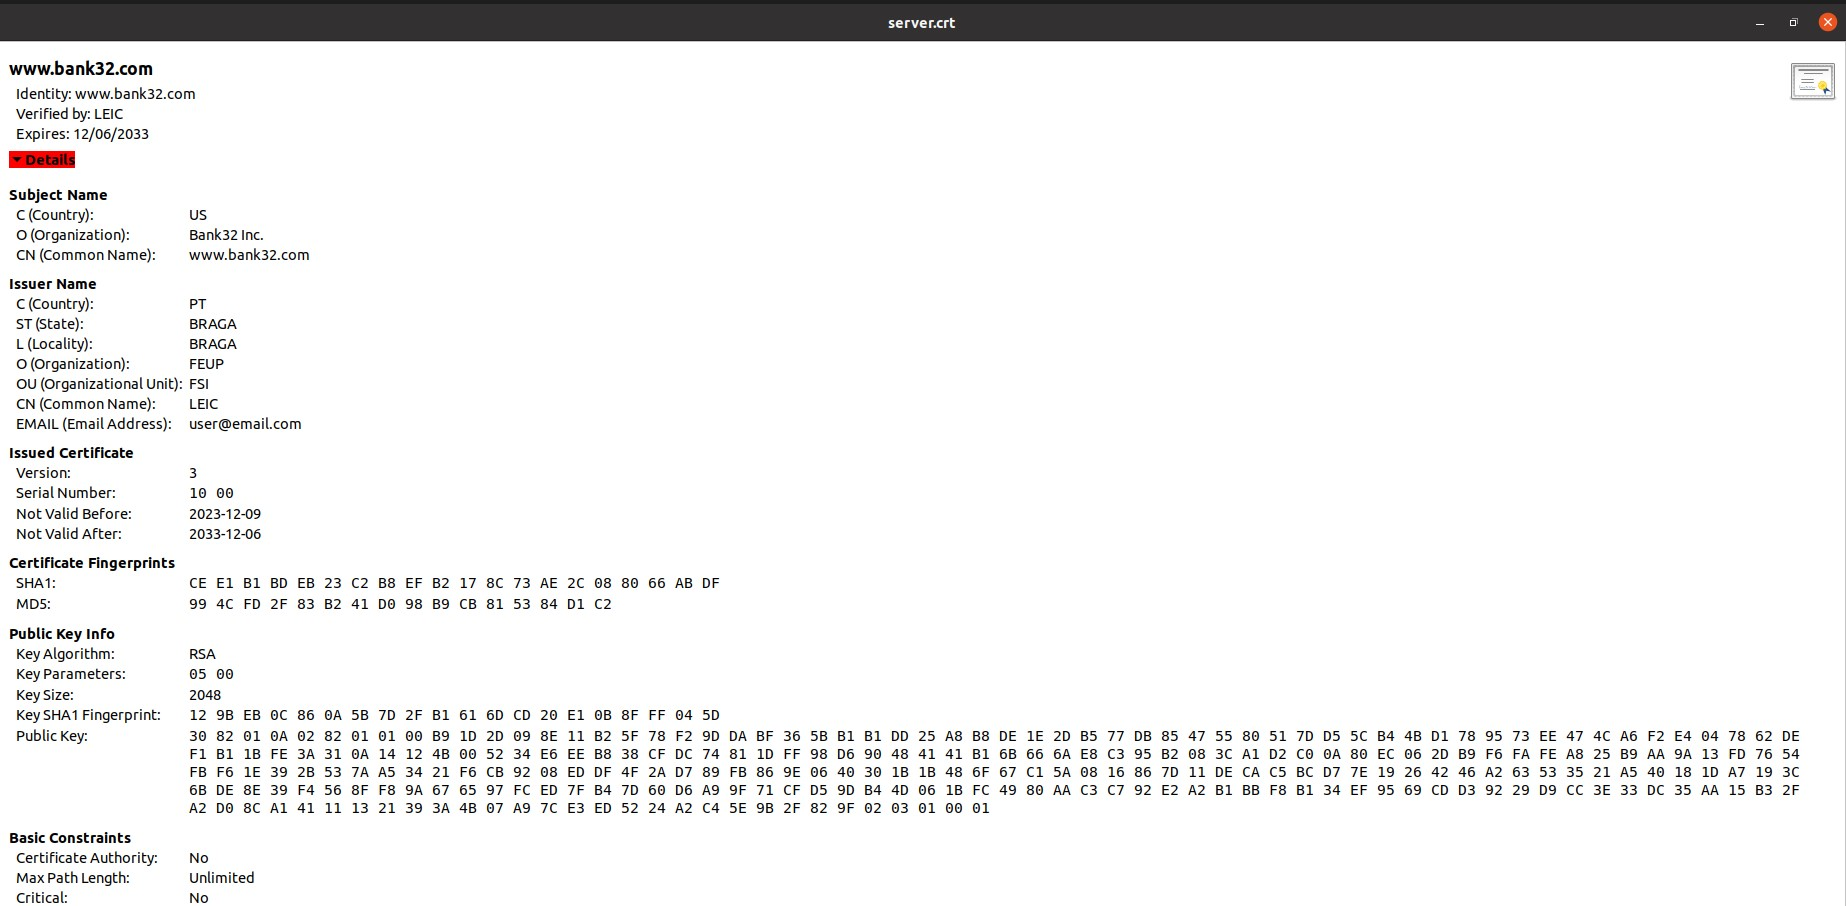 server.crt
www.bank32.com
Identity: www.bank32.com
Verified by: LEIC
Expires: 12/06/2033
Details
Subject Name
C (Country): US
O (Organization): Bank32 Inc.
CN (Common Name): www.bank32.com
Issuer Name
C (Country): PT
ST (State): BRAGA
L (Locality): BRAGA
O (Organization): FEUP
OU (Organizational Unit): FSI
CN (Common Name): LEIC
EMAIL (Email Address): user@email.com
Issued Certificate
Version: 3
Serial Number: 10 00
Not Valid Before: 2023-12-09
Not Valid After: 2033-12-06
Certificate Fingerprints
SHA1: CE E1 B1 BD EB 23 C2 B8 EF B2 17 8C 73 AE 2C 08 80 66 AB DF
MD5: 99 4C FD 2F 83 B2 41 D0 98 B9 CB 81 53 84 D1 C2
Public Key Info
Key Algorithm: RSA
Key Parameters: 05 00
Key Size: 2048
Key SHA1 Fingerprint: 12 9B EB 0C 86 0A 5B 7D 2F B1 61 6D CD 20 E1 0B 8F FF 04 5D
Public Key: 30 82 01 0A 02 82 01 01 00 B9 1D 2D 09 8E 11 B2 5F 78 F2 9D DA BF 36 5B B1 B1 DD 25 A8 B8 DE 1E 2D B5 77 DB 85 47 55 80 51 7D D5 5C B4 4B D1 78 95 73 EE 47 4C A6 F2 E4 04 78 62 DE
F1 B1 1B FE 3A 31 0A 14 12 4B 00 52 34 E6 EE B8 38 CF DC 74 81 1D FF 98 D6 90 48 41 41 B1 6B 66 6A E8 C3 95 B2 08 3C A1 D2 C0 0A 80 EC 06 2D B9 F6 FA FE A8 25 B9 AA 9A 13 FD 76 54
FB F6 1E 39 2B 53 7A A5 34 21 F6 CB 92 08 ED DF 4F 2A D7 89 FB 86 9E 06 40 30 1B 1B 48 6F 67 C1 5A 08 16 86 7D 11 DE CA C5 BC D7 7E 19 26 42 46 A2 63 53 35 21 A5 40 18 1D A7 19 3C
6B DE 8E 39 F4 56 8F F8 9A 67 65 97 FC ED 7F B4 7D 60 D6 A9 9F 71 CF D5 9D B4 4D 06 1B FC 49 80 AA C3 C7 92 E2 A2 B1 BB F8 B1 34 EF 95 69 CD D3 92 29 D9 CC 3E 33 DC 35 AA 15 B3 2F
A2 D0 8C A1 41 11 13 21 39 3A 4B 07 A9 7C E3 ED 52 24 A2 C4 5E 9B 2F 82 9F 02 03 01 00 01
Basic Constraints
Certificate Authority: No
Max Path Length: Unlimited
Critical: No